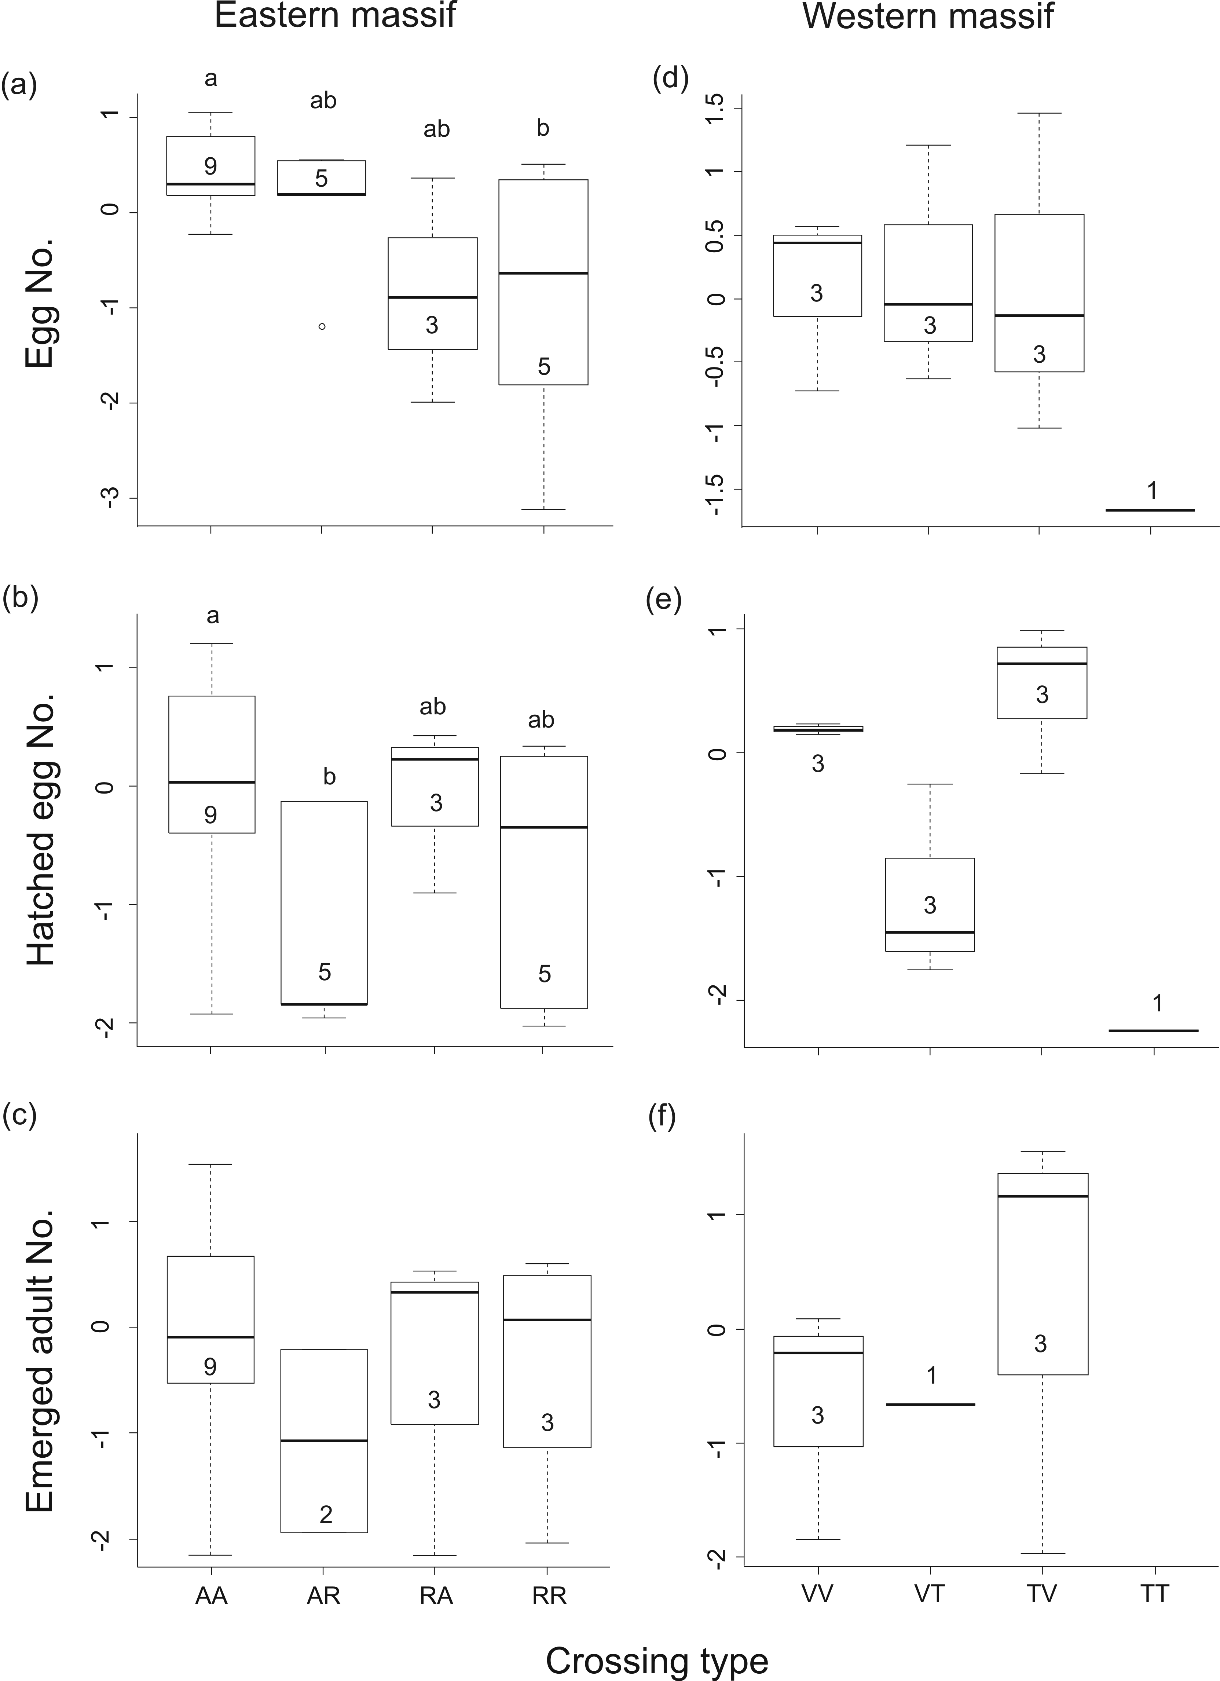 Eastern massif
Western massif
(a)
a
ab
ab
b
1
0
-1
-2
-3
Egg No.
9
5
3
5
(d)
1.5
1
0.5
0
-0.5
-1
-1.5
3
3
3
1
(b)
a
b
ab
ab
1
0
-1
-2
Hatched egg No.
9
5
3
5
(e)
1
0
-1
-2
3
3
3
1
(c)
1
0
-1
-2
Emerged adult No.
9
2
3
3
AA AR RA RR
(f)
1
0
-1
-2
3
1
3
VV VT TV TT
Crossing type